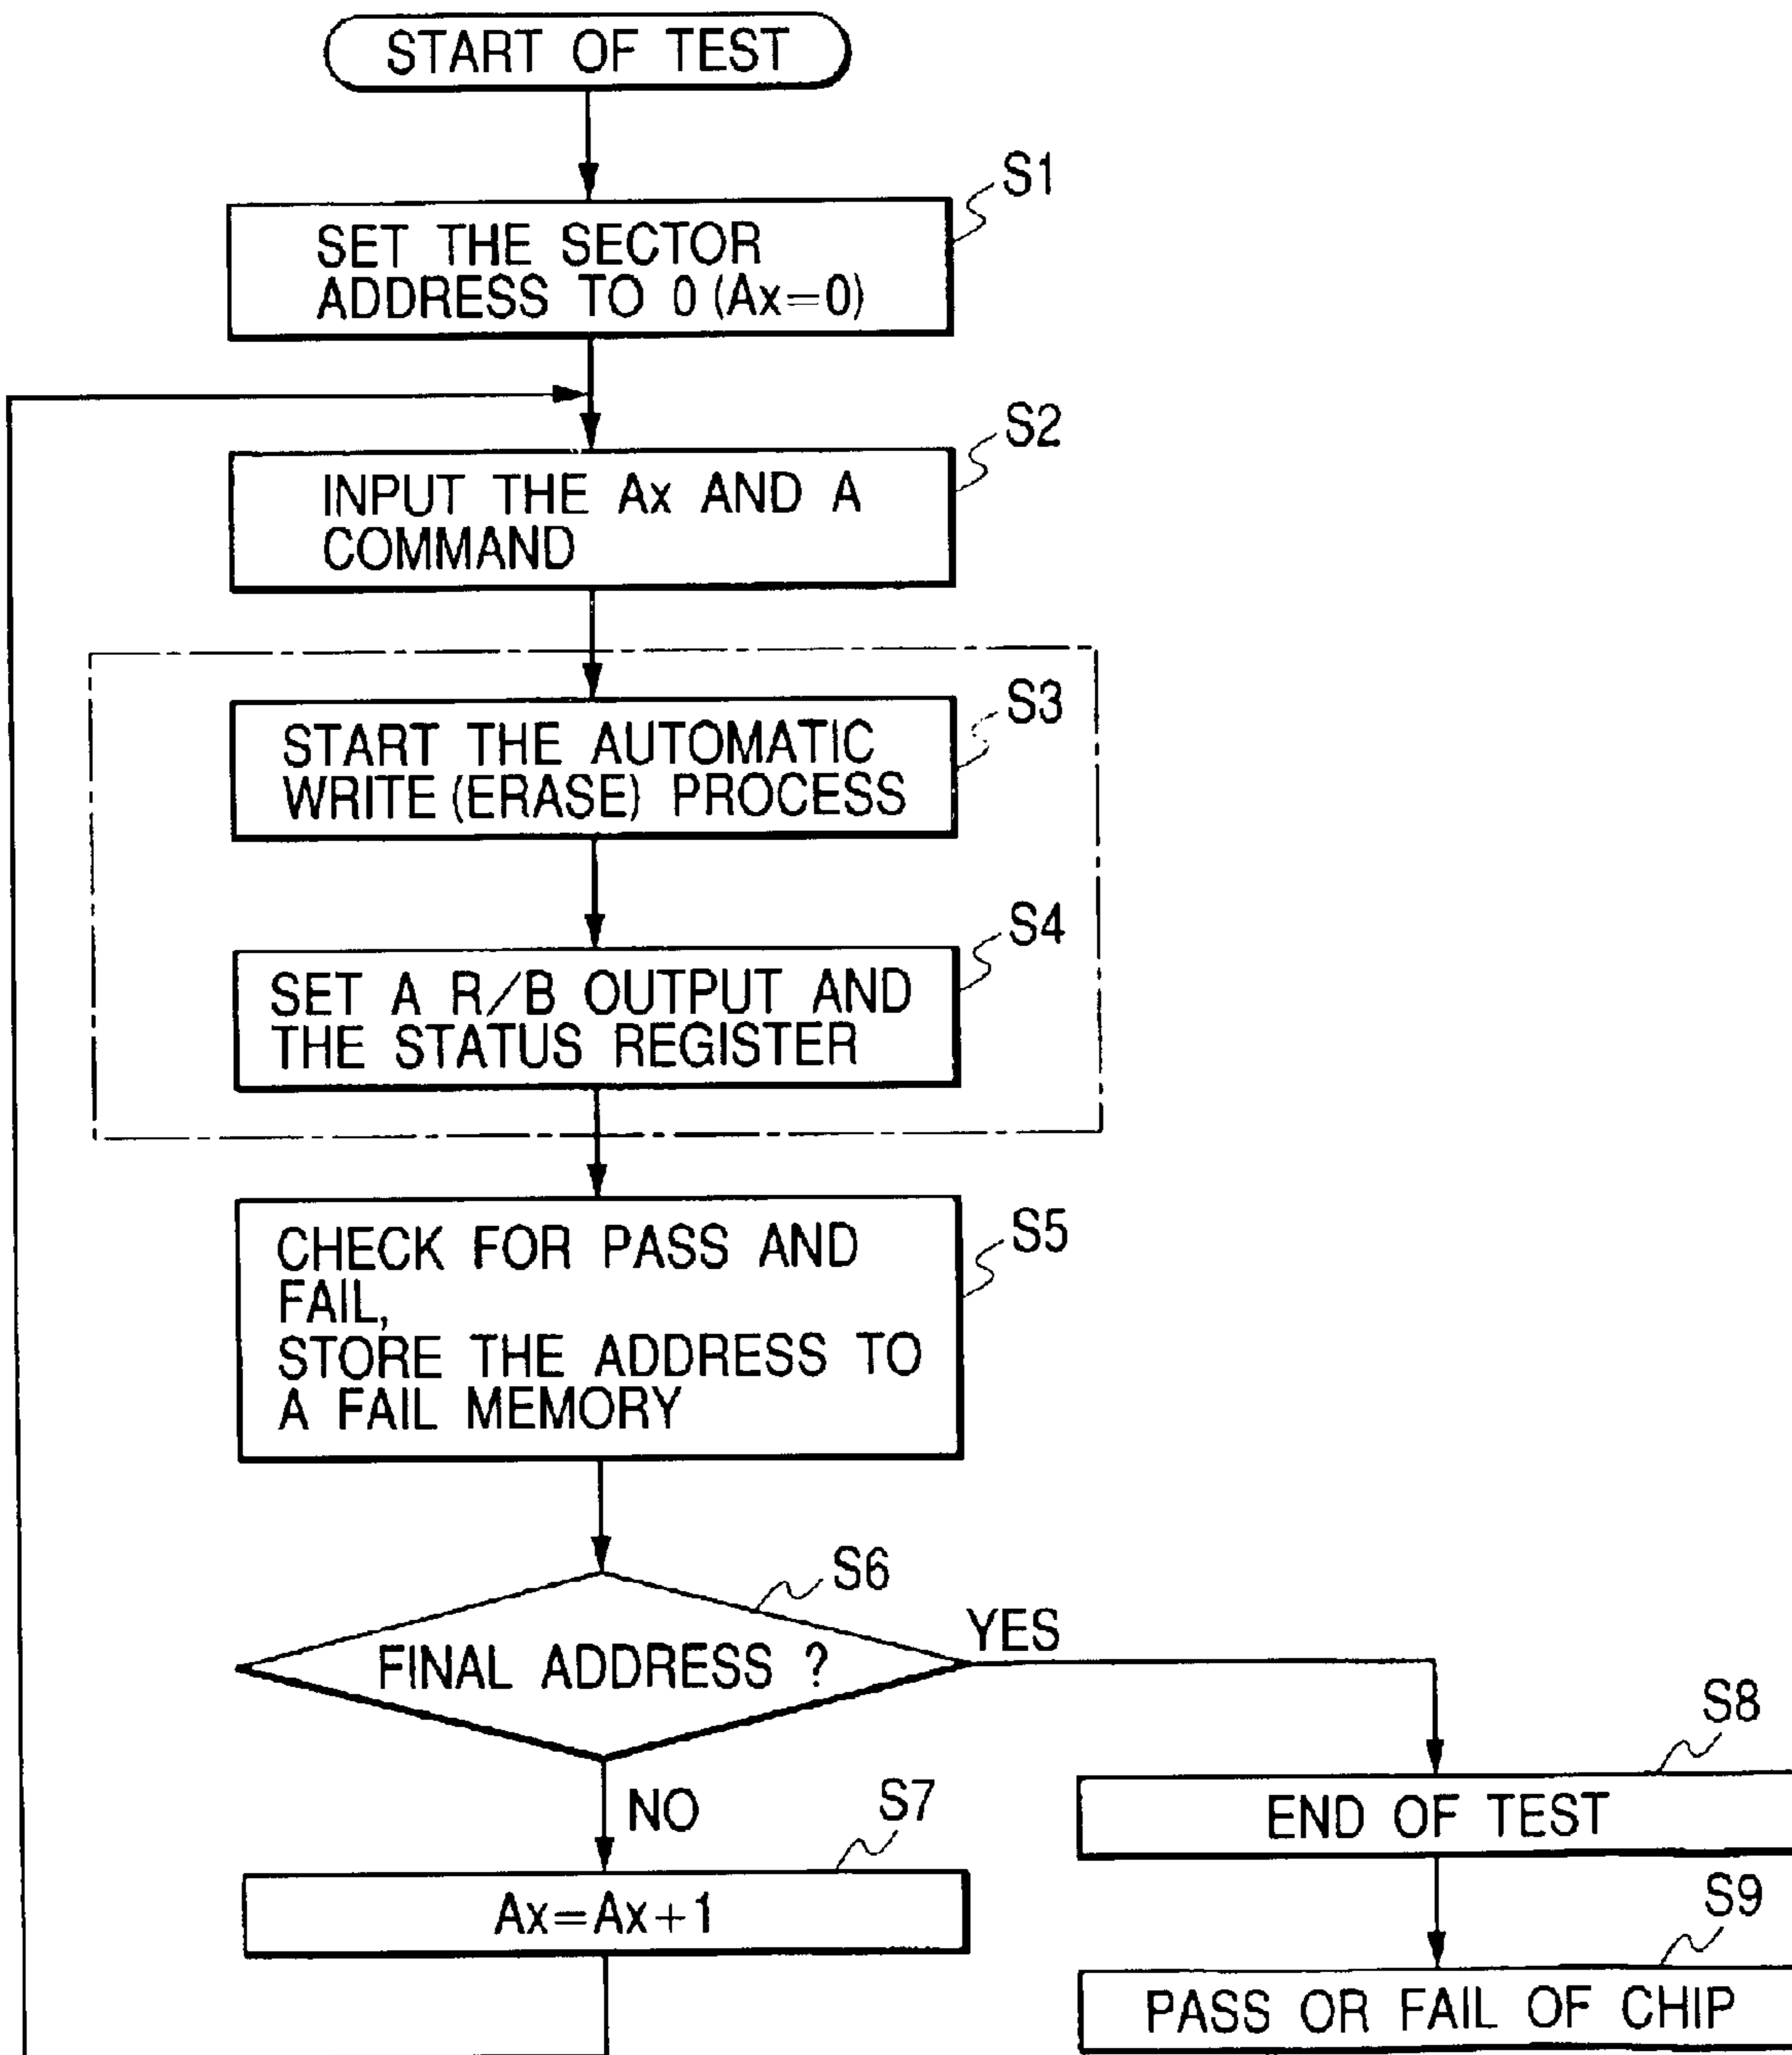 START OF TEST
S1
SET THE SECTOR
ADDRESS TO 0 (Ax=0)
S2
INPUT THE Ax AND A
COMMAND
S3
START THE AUTOMATIC
WRITE (ERASE) PROCESS
S4
SET A R/B OUTPUT AND
THE STATUS REGISTER
S5
CHECK FOR PASS AND
FAIL,
STORE THE ADDRESS TO
A FAIL MEMORY
S6
FINAL ADDRESS ?
YES
NO
S7
Ax=Ax+1
S8
END OF TEST
S9
PASS OR FAIL OF CHIP